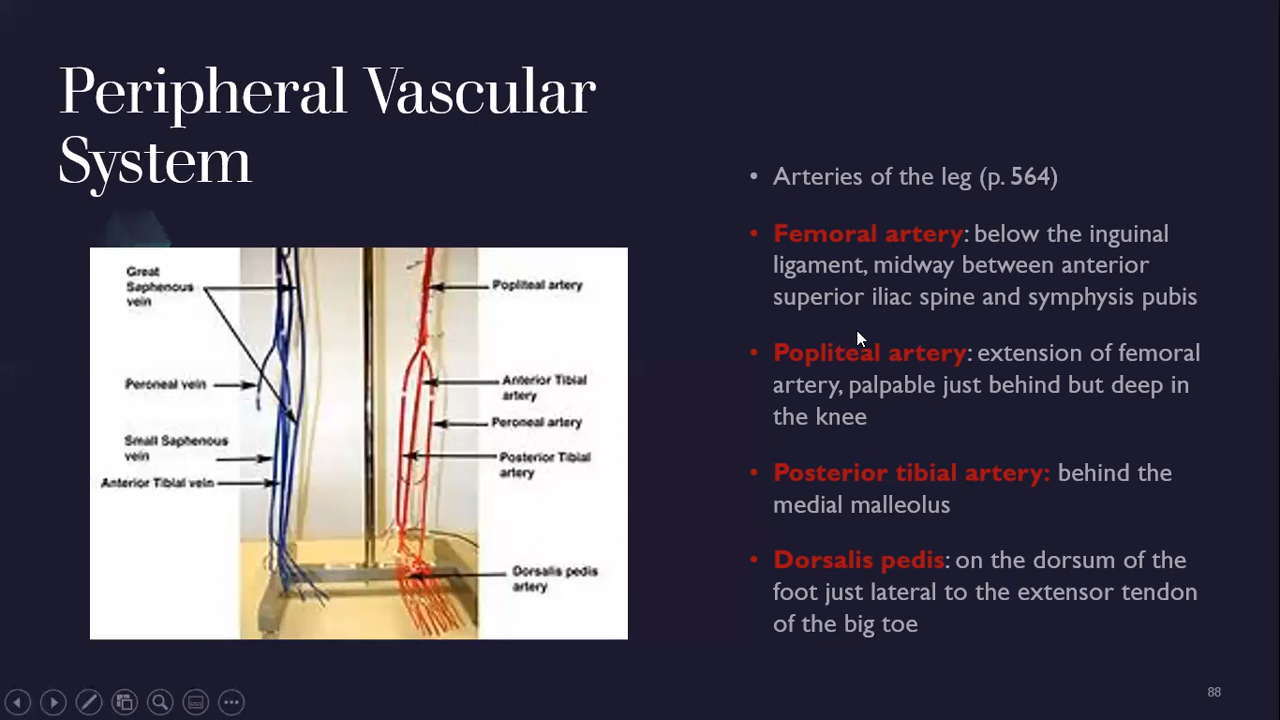 Peripheral Vascular
System
Great
Saphenous
vein
Peroneal vein
Small Saphenous
vein
Anterior Tibial vein
Popliteal artery
Anterior Tibial
artery
Peroneal artery
Posterior Tibial
artery
Dorsalis pedis
artery
• Arteries of the leg (p. 564)
• Femoral artery: below the inguinal
ligament, midway between anterior
superior iliac spine and symphysis pubis
• Popliteal artery: extension of femoral
artery, palpable just behind but deep in
the knee
• Posterior tibial artery: behind the
medial malleolus
• Dorsalis pedis: on the dorsum of the
foot just lateral to the extensor tendon
of the big toe
88